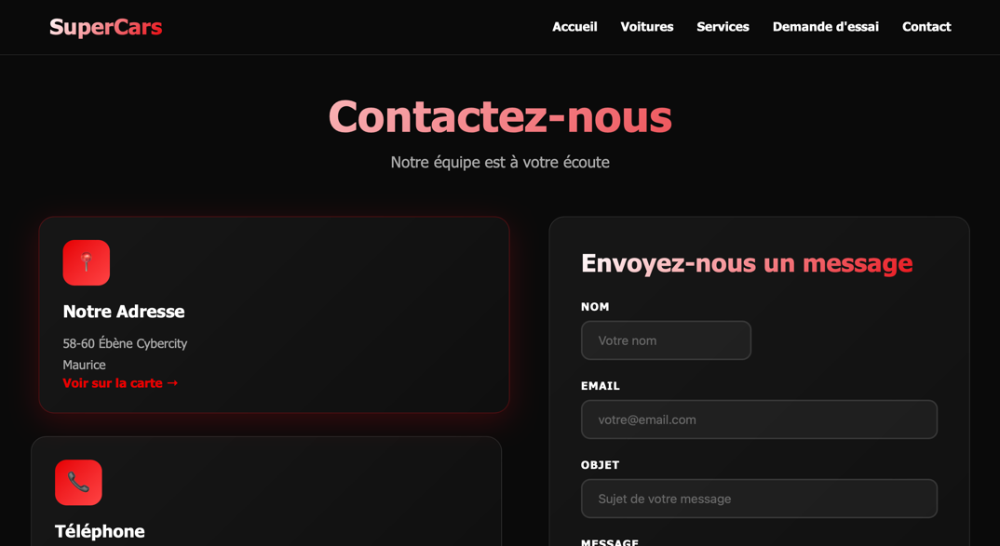 SuperCars
Accueil Voitures Services Demande d'essai Contact
Contactez-nous
Notre équipe est à votre écoute
Notre Adresse
58-60 Ébène Cybercity
Maurice
Voir sur la carte →
Téléphone
Envoyez-nous un message
NOM
Votre nom
EMAIL
votre@email.com
OBJET
Sujet de votre message
MESSAGE